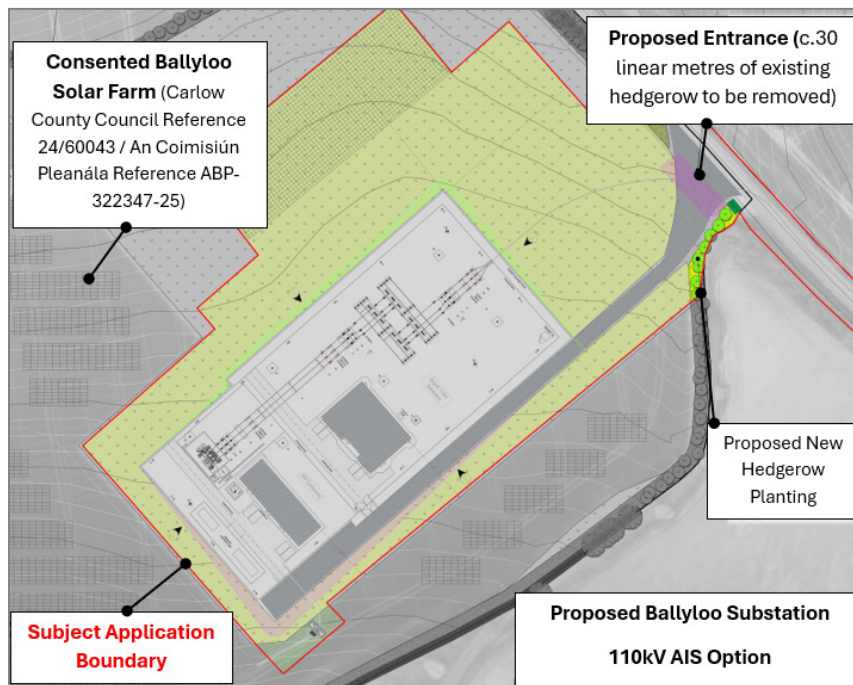 Consented Ballyloo
Solar Farm (Carlow
County Council Reference
24/60043 / An Coimisiún
Pleanála Reference ABP-
322347-25)
Proposed Entrance (c.30
linear metres of existing
hedgerow to be removed)
Proposed New
Hedgerow
Planting
Subject Application
Boundary
Proposed Ballyloo Substation
110kV AIS Option